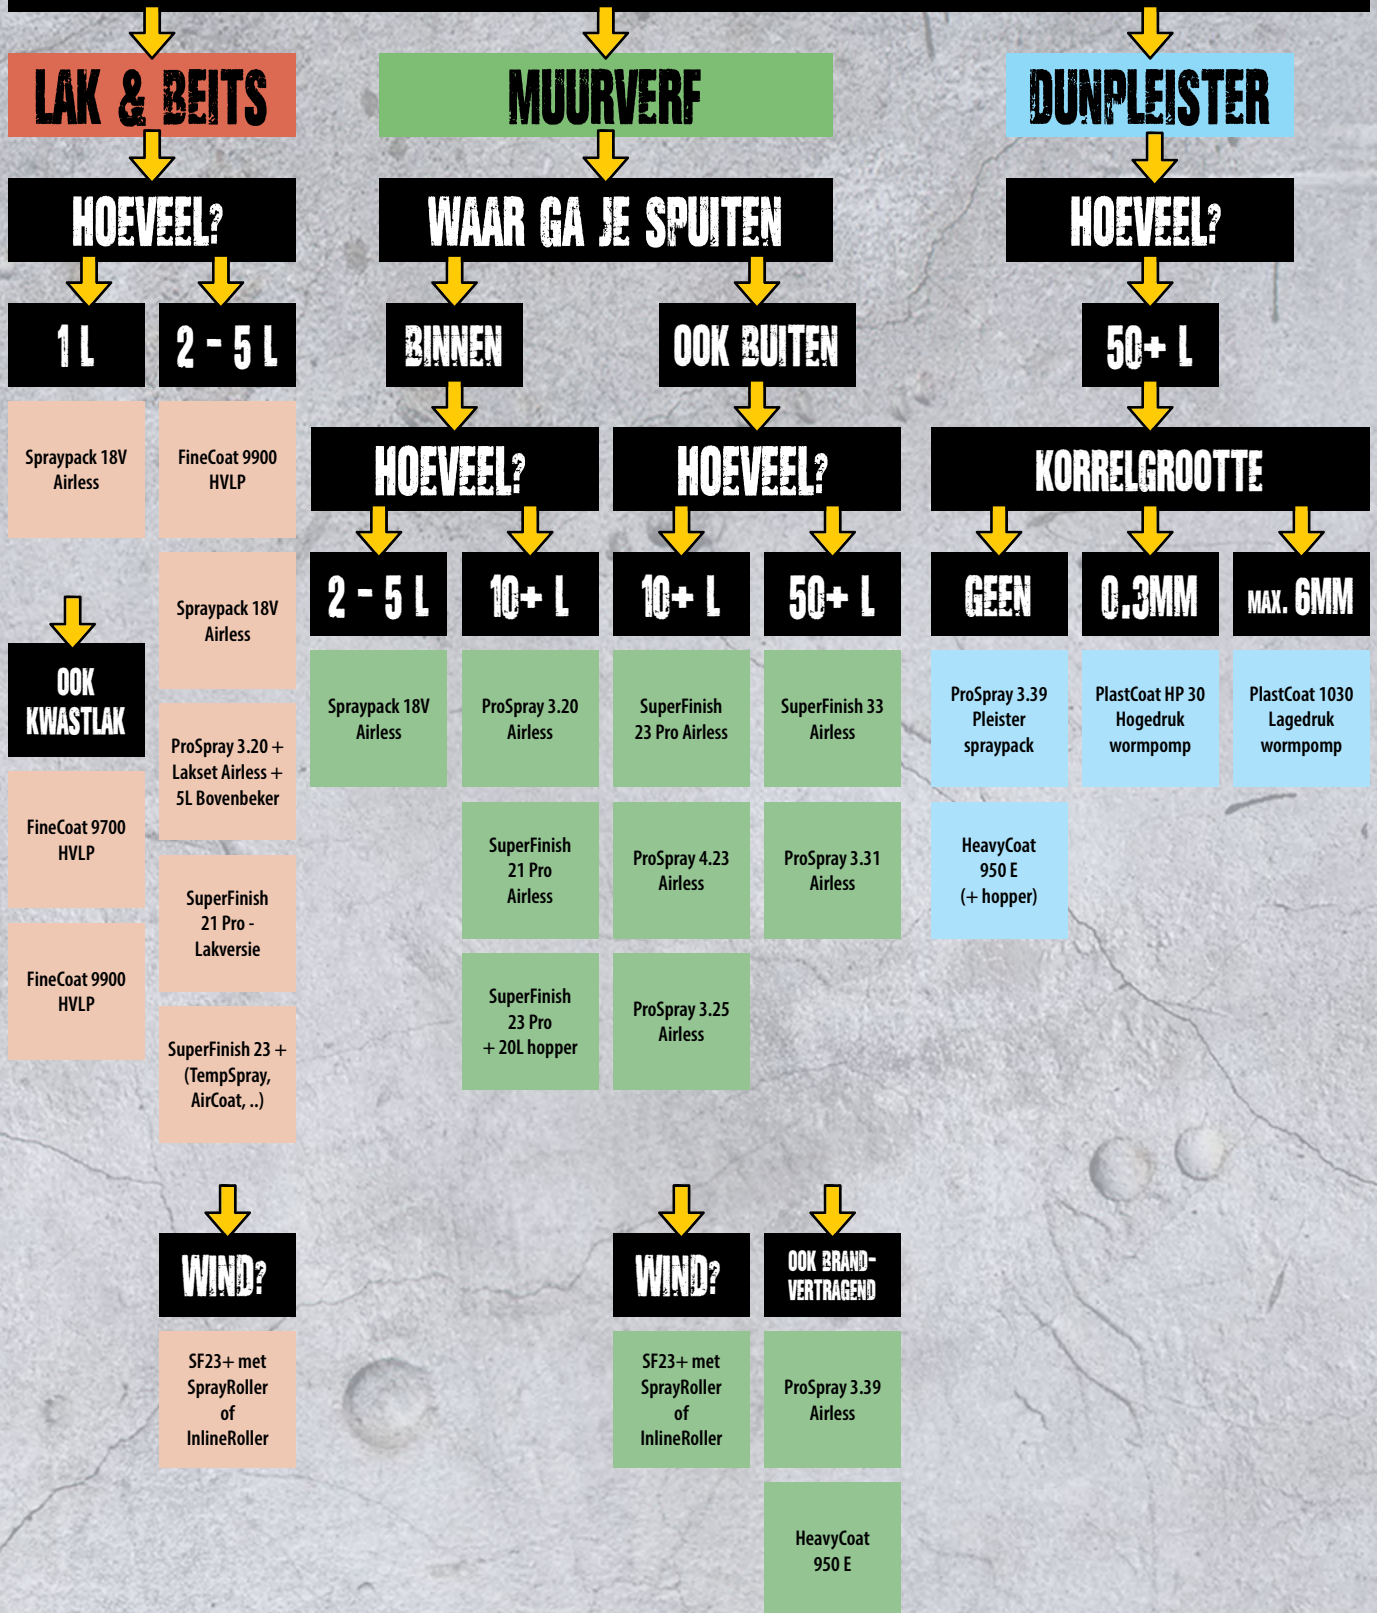 LAK & BEITS
HOEVEEL?
1 L
Spraypack 18V
Airless
OOK
KWASTLAK
FineCoat 9700
HVLP
FineCoat 9900
HVLP
2 - 5 L
FineCoat 9900
HVLP
Spraypack 18V
Airless
ProSpray 3.20 +
Lakset Airless +
5L Bovenbeker
SuperFinish
21 Pro -
Lakversie
SuperFinish 23 +
(TempSpray,
AirCoat, ..)
WIND?
SF23+ met
SprayRoller
of
InlineRoller
MUURVERF
WAAR GA JE SPUITEN
BINNEN
HOEVEEL?
2 - 5 L
Spraypack 18V
Airless
10+ L
ProSpray 3.20
Airless
SuperFinish
21 Pro
Airless
SuperFinish
23 Pro
+ 20L hopper
OOK BUITEN
HOEVEEL?
10+ L
SuperFinish
23 Pro Airless
ProSpray 4.23
Airless
ProSpray 3.25
Airless
WIND?
SF23+ met
SprayRoller
of
InlineRoller
50+ L
SuperFinish 33
Airless
ProSpray 3.31
Airless
OOK BRAND-
VERTRAGEND
ProSpray 3.39
Airless
HeavyCoat
950 E
DUNPLEISTER
HOEVEEL?
50+ L
KORRELGROOTTE
GEEN
ProSpray 3.39
Pleister
spraypack
HeavyCoat
950 E
(+ hopper)
0.3MM
PlastCoat HP 30
Hogedruk
wormpomp
MAX. 6MM
PlastCoat 1030
Lagedruk
wormpomp